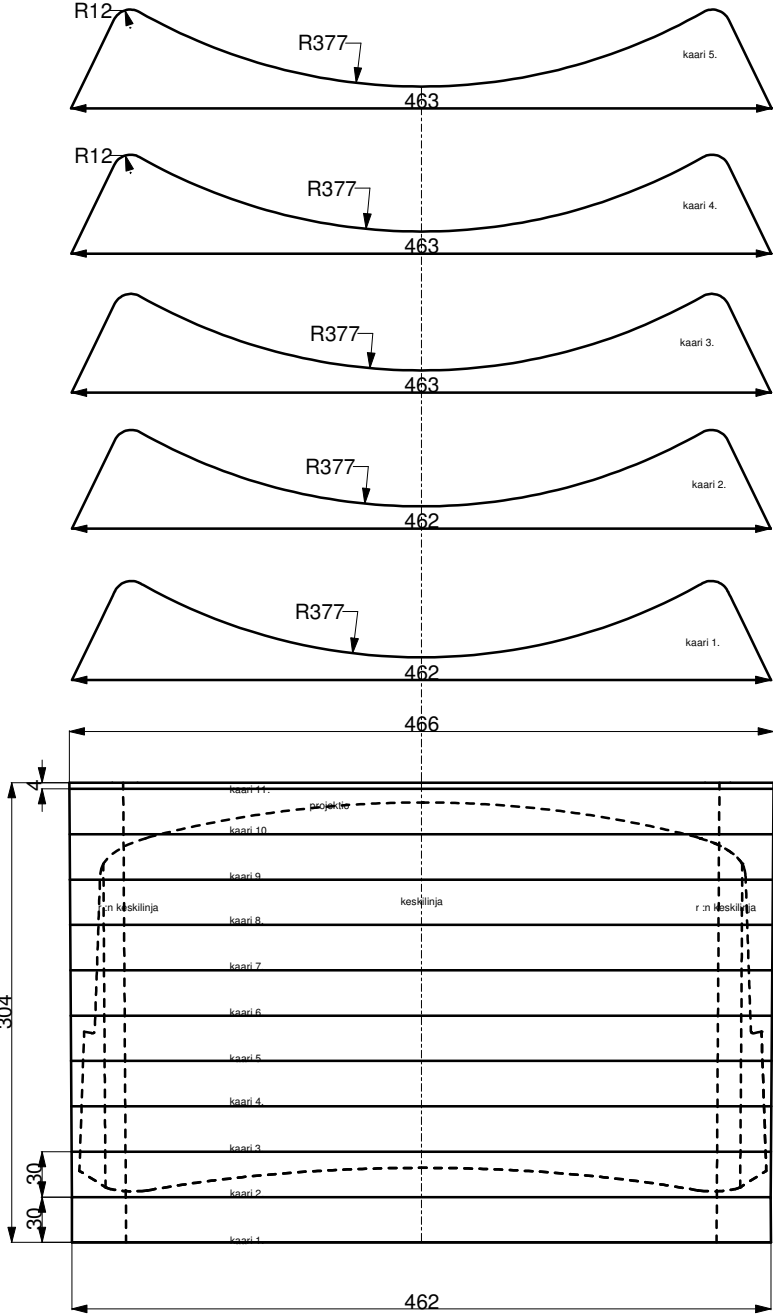 R12
R377
kaari 5.
463
R12
R377
kaari 4.
463
R377
kaari 3.
463
R377
kaari 2.
462
R377
kaari 1.
462
466
4
kaari 11.
projektio
kaari 10
kaari 9
r :n keskilinja
keskilinja
r :n keskilinja
kaari 8.
kaari 7.
304
kaari 6
kaari 5
kaari 4.
kaari 3
30
kaari 2
30
kaari 1
462